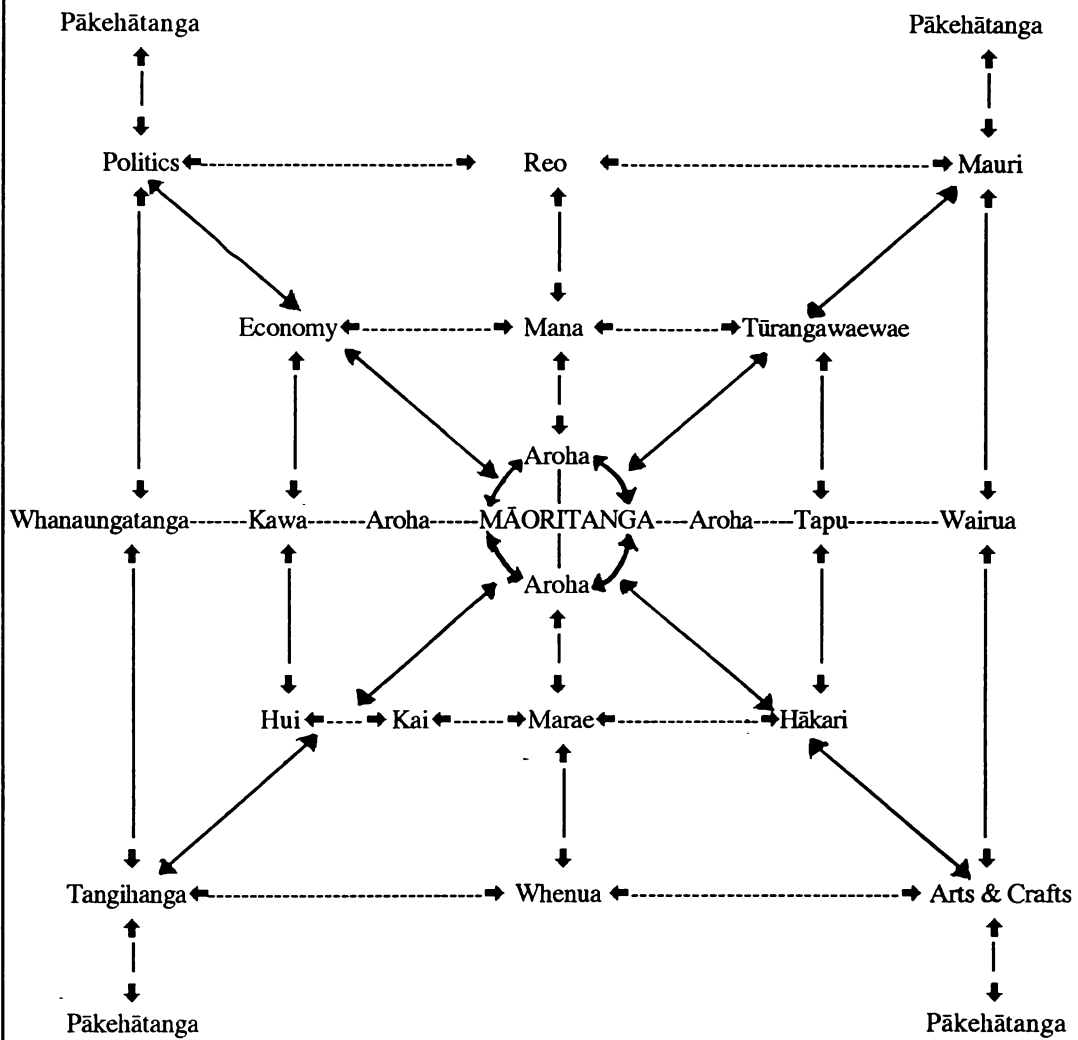 Pākehātanga Pākehātanga
Politics Reo Mauri
Economy Mana Tūrangawaewae
Aroha
Whanaungatanga Kawa Aroha MĀORITANGA Aroha Tapu Wairua
Aroha
Hui Kai Marae Hākari
Tangihanga Whenua Arts & Crafts
Pākehātanga Pākehātanga